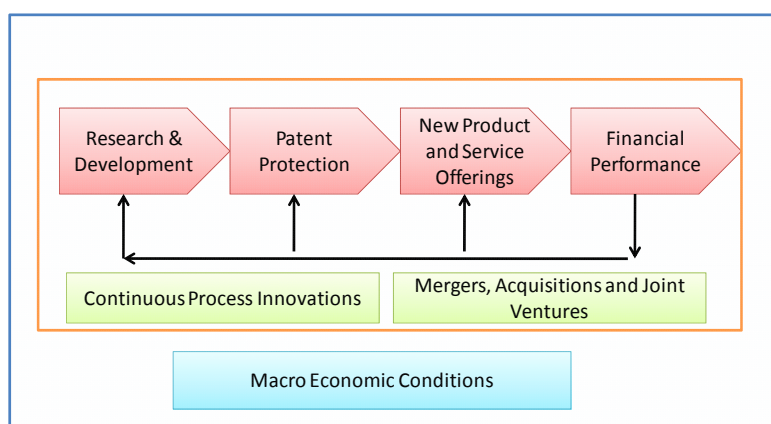 Research &
Development
Patent
Protection
New Product
and Service
Offerings
Financial
Performance
Continuous Process Innovations
Mergers, Acquisitions and Joint
Ventures
Macro Economic Conditions